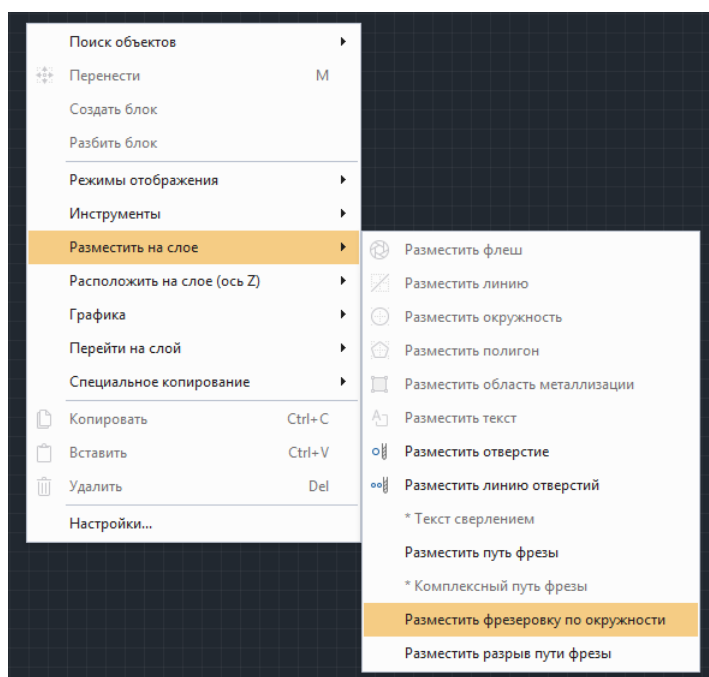 Поиск объектов
Перенести M
Создать блок
Разбить блок
Режимы отображения
Инструменты
Разместить на слое
Расположить на слое (ось Z)
Графика
Перейти на слой
Специальное копирование
Копировать Ctrl+C
Вставить Ctrl+V
Удалить Del
Настройки...
Разместить флеш
Разместить линию
Разместить окружность
Разместить полигон
Разместить область металлизации
Разместить текст
Разместить отверстие
Разместить линию отверстий
* Текст сверлением
Разместить путь фрезы
* Комплексный путь фрезы
Разместить фрезеровку по окружности
Разместить разрыв пути фрезы